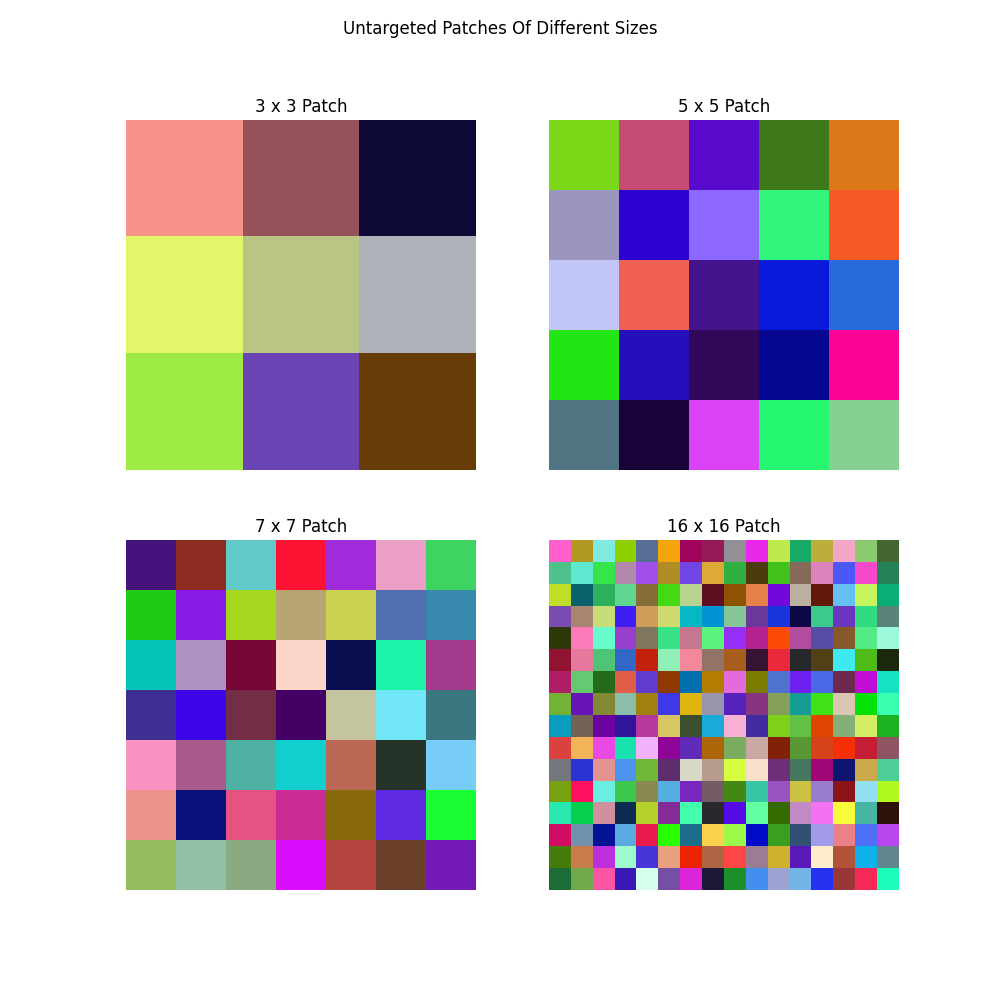 Untargeted Patches Of Different Sizes
3 x 3 Patch
5 x 5 Patch
7 x 7 Patch
16 x 16 Patch